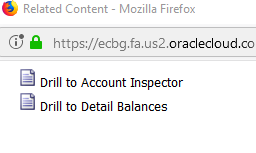 Related Content - Mozilla Firefox
https://ecbg.fa.us2.oraclecloud.co
Drill to Account Inspector
Drill to Detail Balances